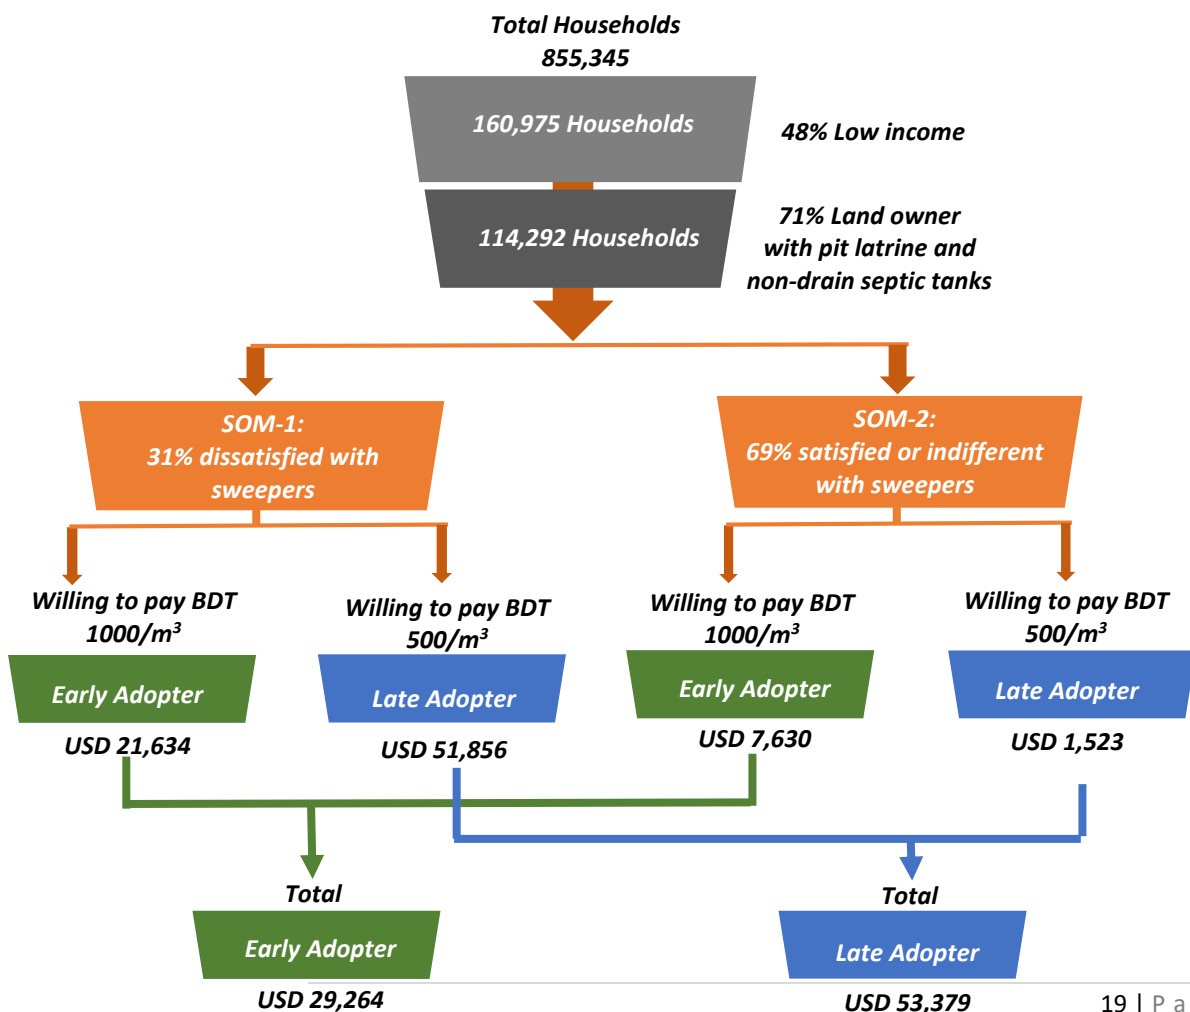 Total Households
855,345
160,975 Households
48% Low income
114,292 Households
71% Land owner
with pit latrine and
non-drain septic tanks
SOM-1:
31% dissatisfied with
sweepers
SOM-2:
69% satisfied or indifferent
with sweepers
Willing to pay BDT
1000/m³
Willing to pay BDT
500/m³
Willing to pay BDT
1000/m³
Willing to pay BDT
500/m³
Early Adopter
Late Adopter
Early Adopter
Late Adopter
USD 21,634
USD 51,856
USD 7,630
USD 1,523
Total
Early Adopter
USD 29,264
Total
Late Adopter
USD 53,379
19 | P a